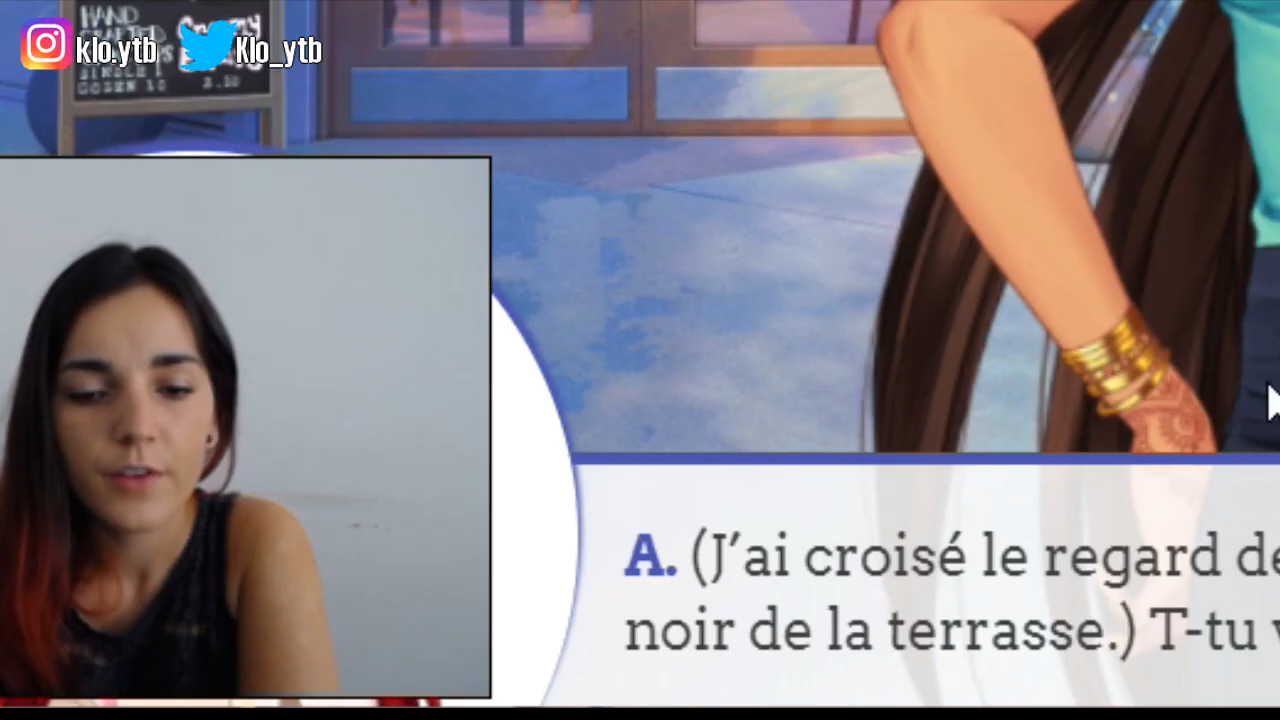 HAND
klo.ytb Klo_ytb
A. (J'ai croisé le regard de
noir de la terrasse.) T-tu v